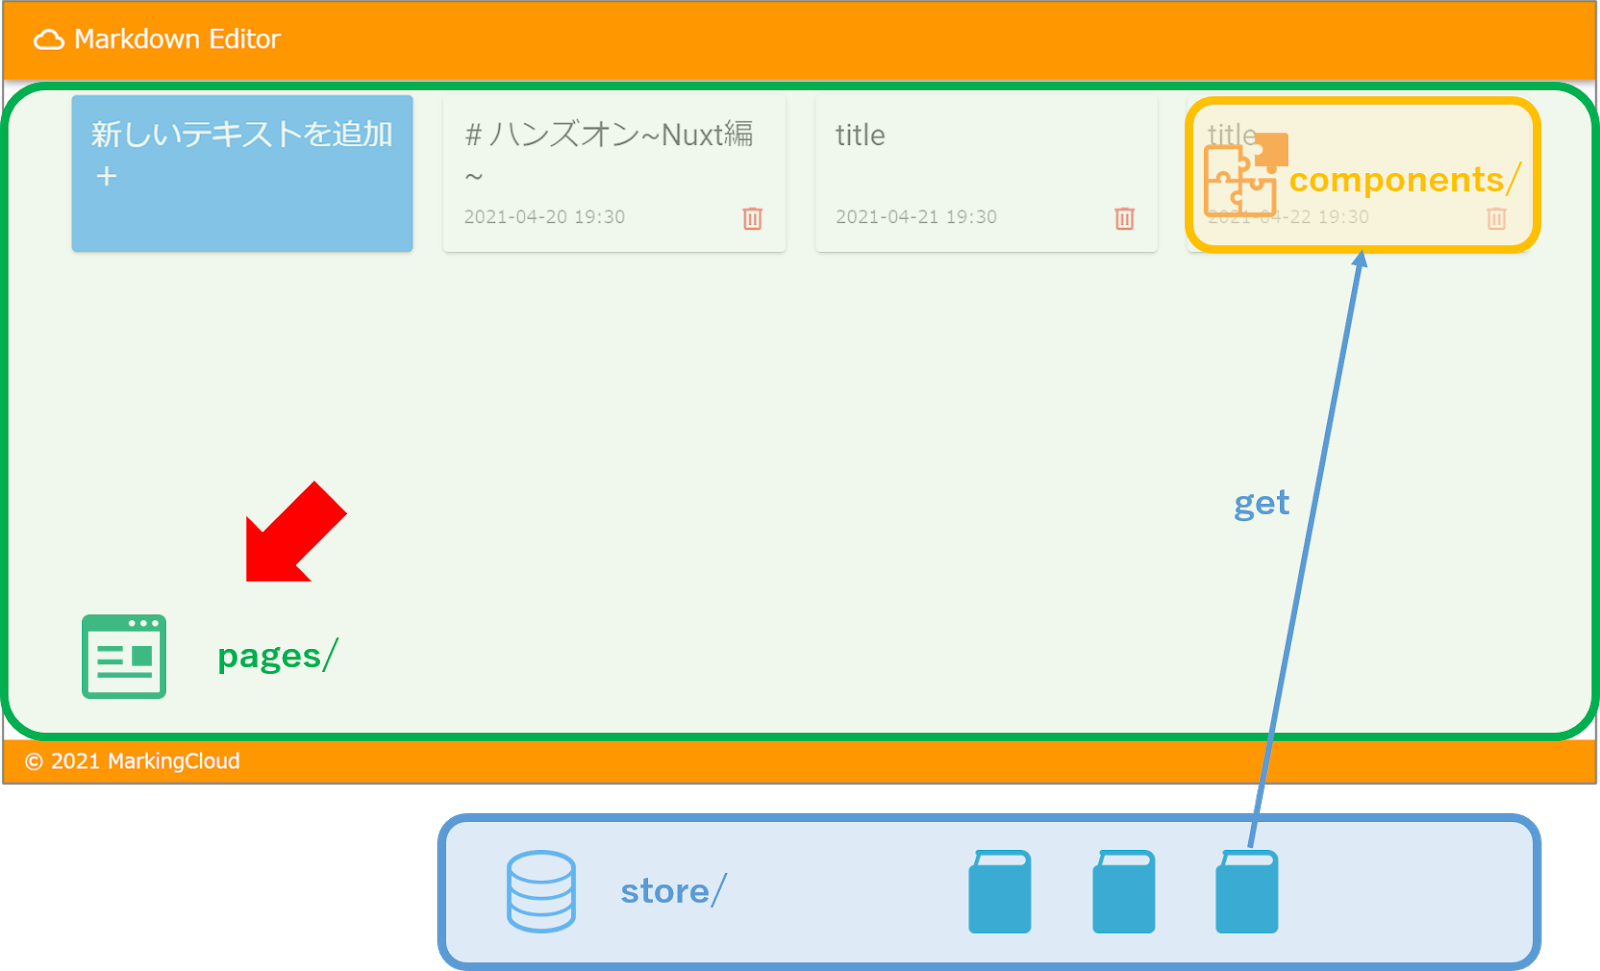 Markdown Editor
新しいテキストを追加
+
# ハンズオン~Nuxt編
~
2021-04-20 19:30
title
2021-04-21 19:30
title
components/
2021-04-22 19:30
get
pages/
© 2021 MarkingCloud
store/